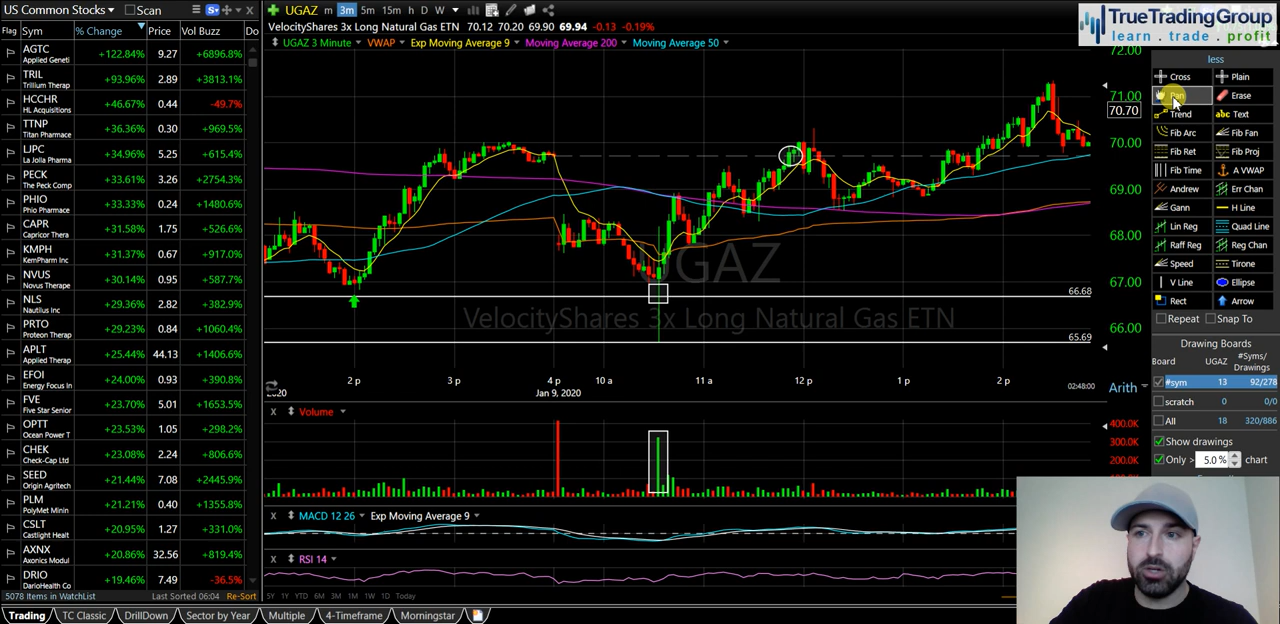 US Common Stocks Scan
Flag Sym % Change Price Vol Buzz Do
AGTC +122.84% 9.27 +6896.8%
Applied Geneti
TRIL +93.96% 2.89 +3813.1%
Trillium Therap
HCCHR +46.67% 0.44 -49.7%
HL Acquisitions
TTNP +36.36% 0.30 +969.5%
Titan Pharmace
LJPC +34.96% 5.25 +615.4%
La Jolla Pharma
PECK +33.61% 3.26 +2754.3%
The Peck Comp
PHIO +33.33% 0.24 +1480.6%
Phio Pharmace
CAPR +31.58% 1.75 +526.6%
Capricor Thera
KMPH +31.37% 0.67 +917.0%
KemPharm Inc
NVUS +30.14% 0.95 +587.7%
Novus Therape
NLS +29.36% 2.82 +382.9%
Nautilus Inc
PRTO +29.23% 0.84 +1060.4%
Proteon Therap
APLT +25.44% 44.13 +1406.6%
Applied Therap
EFOI +24.00% 0.93 +390.8%
Energy Focus In
FVE +23.70% 5.01 +1653.5%
Five Star Senior
OPTT +23.53% 1.05 +298.2%
Ocean Power T
CHEK +23.08% 2.24 +806.6%
Check-Cap Ltd
SEED +21.44% 7.08 +2445.9%
Origin Agritech
PLM +21.21% 0.40 +1355.8%
PolyMet Minin
CSLT +20.95% 1.27 +331.0%
Castlight Healt
AXNX +20.86% 32.56 +819.4%
Axonics Modul
DRIO +19.46% 7.49 -36.5%
DarioHealth Co
5078 Items in WatchList Last Sorted 06:04 Re-Sort
Trading TC Classic DrillDown Sector by Year Multiple 4-Timeframe Morningstar
UGAZ m 3m 5m 15m h D W
VelocityShares 3x Long Natural Gas ETN 70.12 70.20 69.90 69.94 -0.13 -0.19%
UGAZ 3 Minute VWAP Exp Moving Average 9 Moving Average 200 Moving Average 50
72.00
71.00
70.70
70.00
69.00
68.00
67.00
66.00
66.68
65.69
UGAZ
VelocityShares 3x Long Natural Gas ETN
2 p 3 p 4 p 10 a 11 a 12 p 1 p 2 p 02:48:00 Arith
2020 Jan 9, 2020
X Volume
400.0K
300.0K
200.0K
100.0K
X MACD 12 26 Exp Moving Average 9
X RSI 14
5Y 1Y YTD 6M 3M 1M 1W 1D Today
TrueTradingGroup
learn . trade . profit
less
Cross Plain
Pan Erase
Trend abc Text
Fib Arc Fib Fan
Fib Ret Fib Proj
Fib Time A VWAP
Andrew Err Chan
Gann H Line
Lin Reg Quad Line
Raff Reg Reg Chan
Speed Tirone
V Line Ellipse
Rect Arrow
Repeat Snap To
Drawing Boards
Board UGAZ #Syms/
Drawings
#sym 13 92/278
scratch 0 0/0
All 18 320/886
Show drawings
Only > 5.0% chart